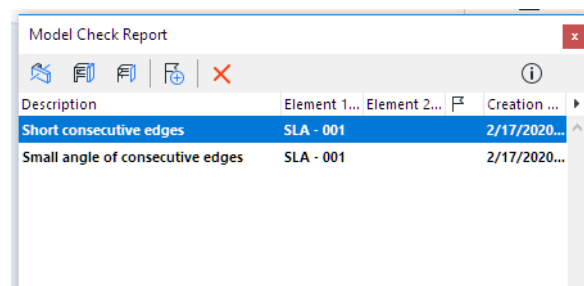 Model Check Report
x
Description Element 1... Element 2... Creation ...
Short consecutive edges SLA - 001 2/17/2020...
Small angle of consecutive edges SLA - 001 2/17/2020...